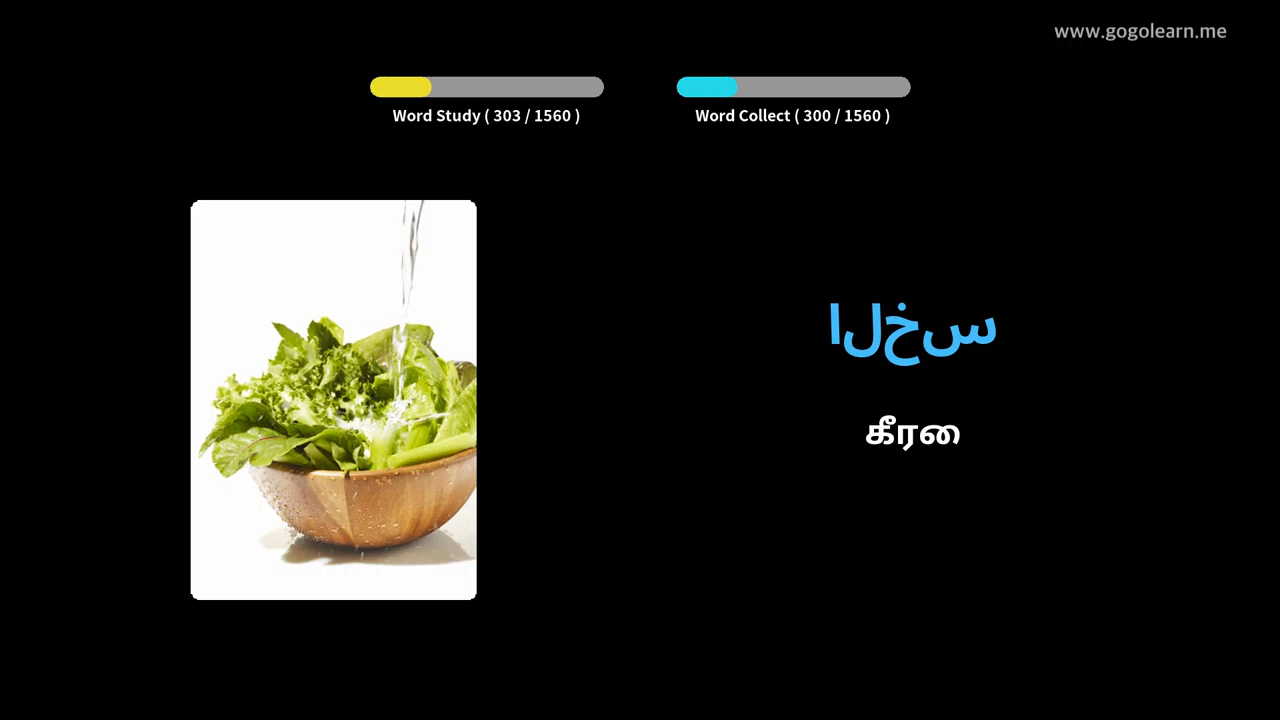 www.gogolearn.me
Word Study ( 303 / 1560 )
Word Collect ( 300 / 1560 )
الخس
கீரை